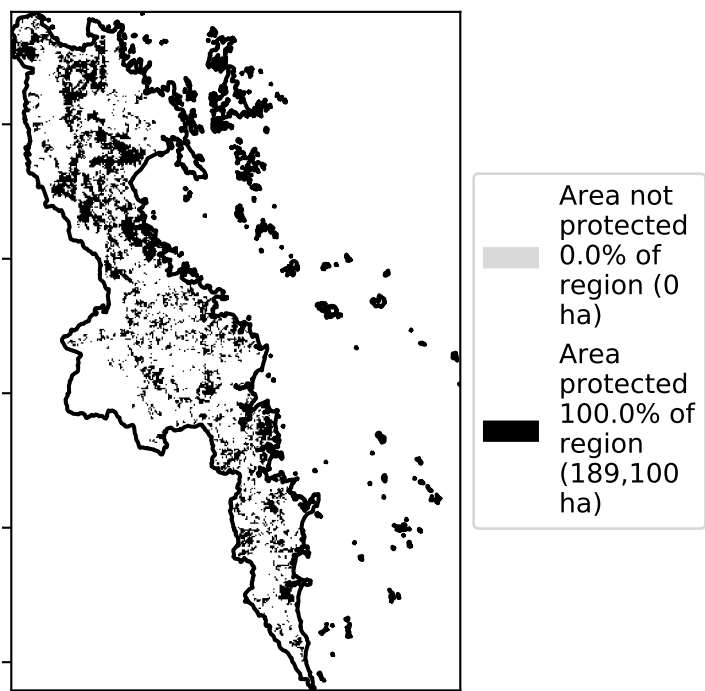 Area not
protected
0.0% of
region (0
ha)
Area
protected
100.0% of
region
(189,100
ha)